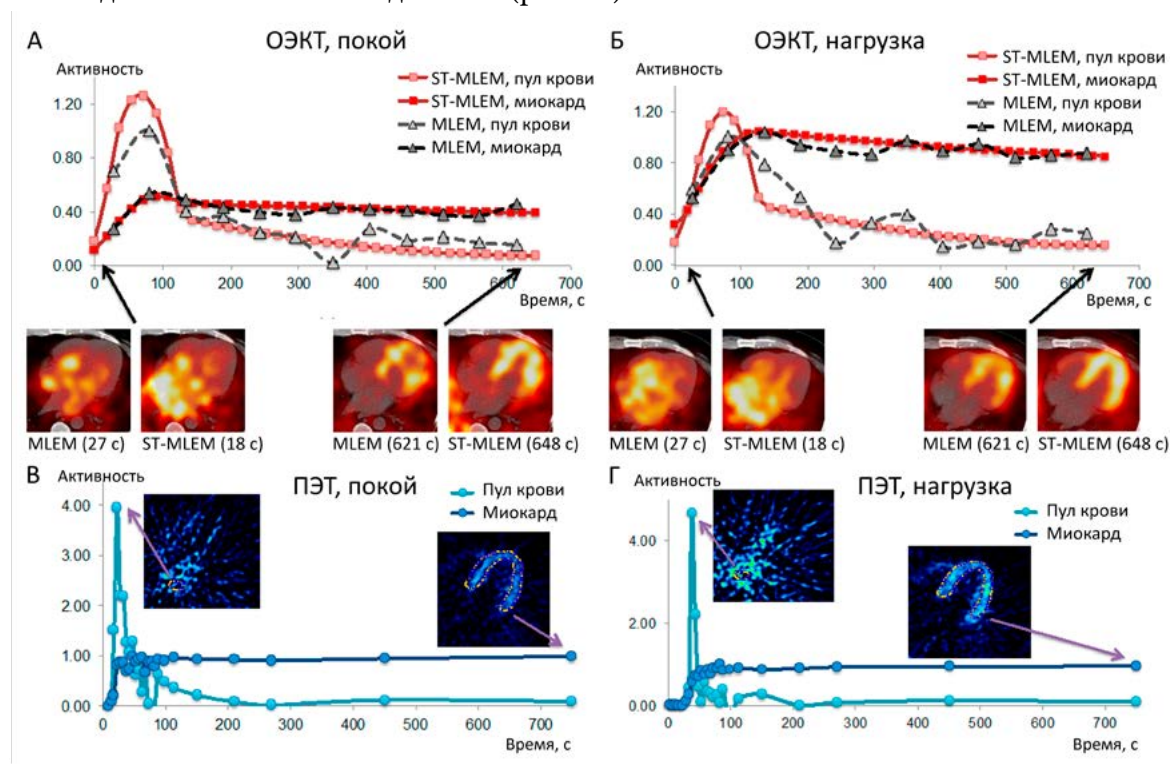 А
ОЭКТ, покой
Активность
ST-MLEM, пул крови
ST-MLEM, миокард
MLEM, пул крови
MLEM, миокард
1.20
0.80
0.40
0.00
0 100 200 300 400 500 600 700
Время, с
MLEM (27 с) ST-MLEM (18 с) MLEM (621 с) ST-MLEM (648 с)
Б
ОЭКТ, нагрузка
Активность
ST-MLEM, пул крови
ST-MLEM, миокард
MLEM, пул крови
MLEM, миокард
1.20
0.80
0.40
0.00
0 100 200 300 400 500 600 700
Время, с
MLEM (27 с) ST-MLEM (18 с) MLEM (621 с) ST-MLEM (648 с)
В
Активность
ПЭТ, покой
Пул крови
Миокард
4.00
3.00
2.00
1.00
0.00
0 100 200 300 400 500 600 700
Время, с
Г
Активность
ПЭТ, нагрузка
Пул крови
Миокард
4.00
2.00
0.00
0 100 200 300 400 500 600 700
Время, с